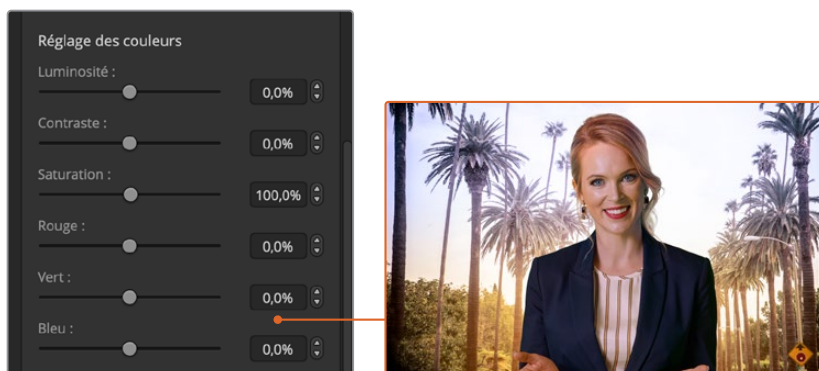 Réglage des couleurs
Luminosité :
0,0%
Contraste :
0,0%
Saturation :
100,0%
Rouge :
0,0%
Vert :
0,0%
Bleu :
0,0%